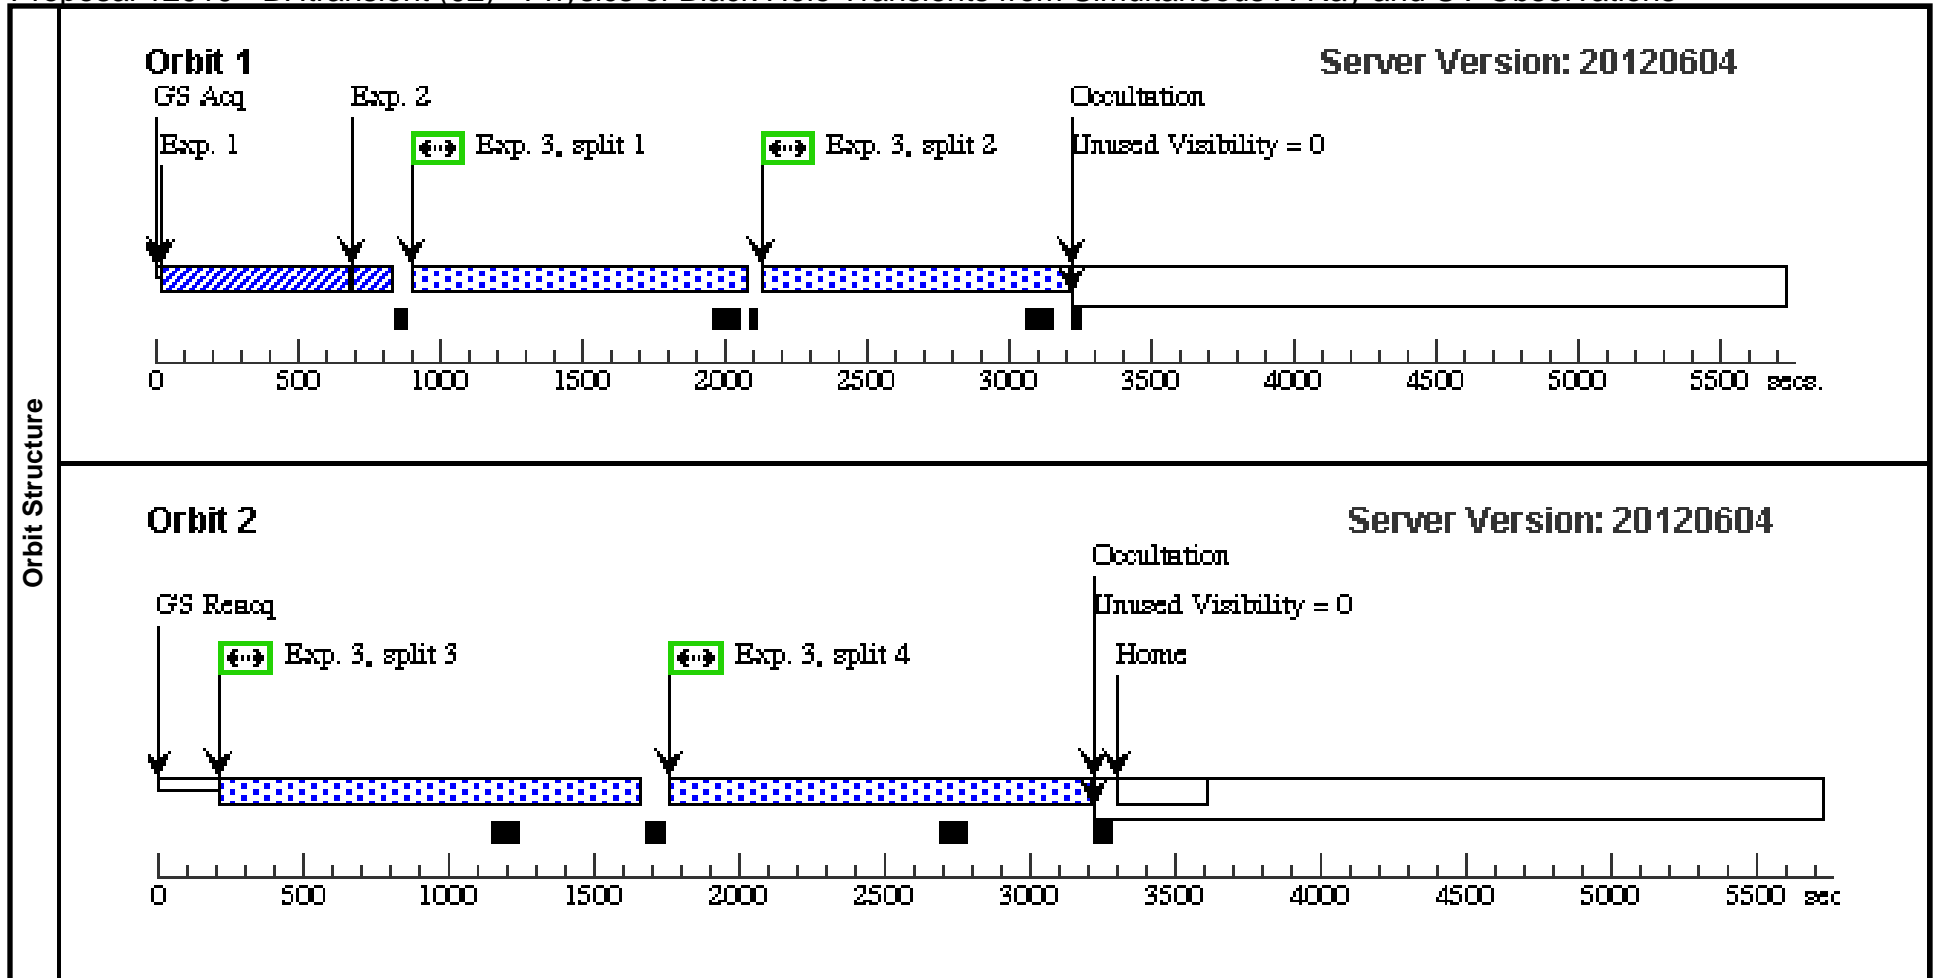 Orbit Structure
Orbit 1
Server Version: 20120604
GS Acq
Exp. 2
Occultation
Exp. 1
Exp. 3, split 1
Exp. 3, split 2
Unused Visibility = 0
0 500 1000 1500 2000 2500 3000 3500 4000 4500 5000 5500 secs.
Orbit 2
Server Version: 20120604
Occultation
GS Reacq
Unused Visibility = 0
Exp. 3, split 3
Exp. 3, split 4
Home
0 500 1000 1500 2000 2500 3000 3500 4000 4500 5000 5500 sec